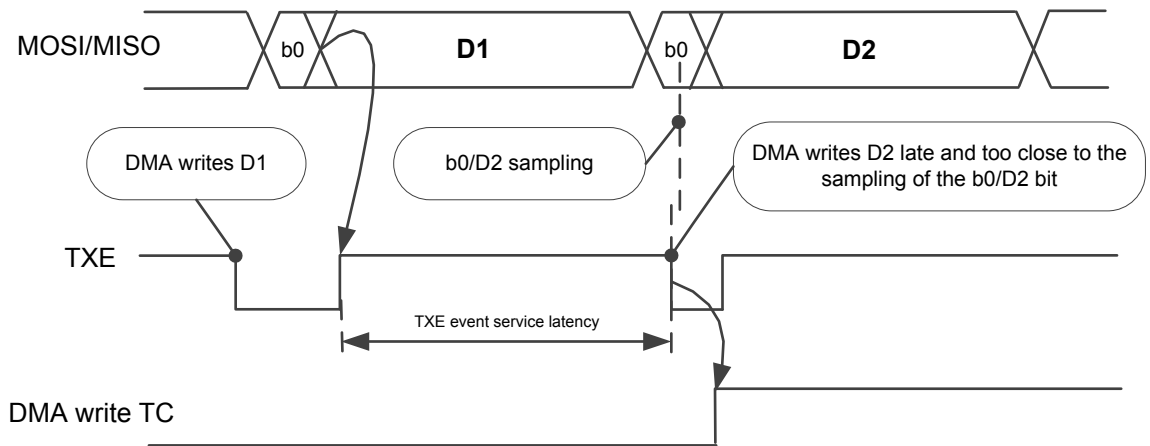 MOSI/MISO
b0
D1
b0
D2
DMA writes D1
b0/D2 sampling
DMA writes D2 late and too close to the
sampling of the b0/D2 bit
TXE
TXE event service latency
DMA write TC